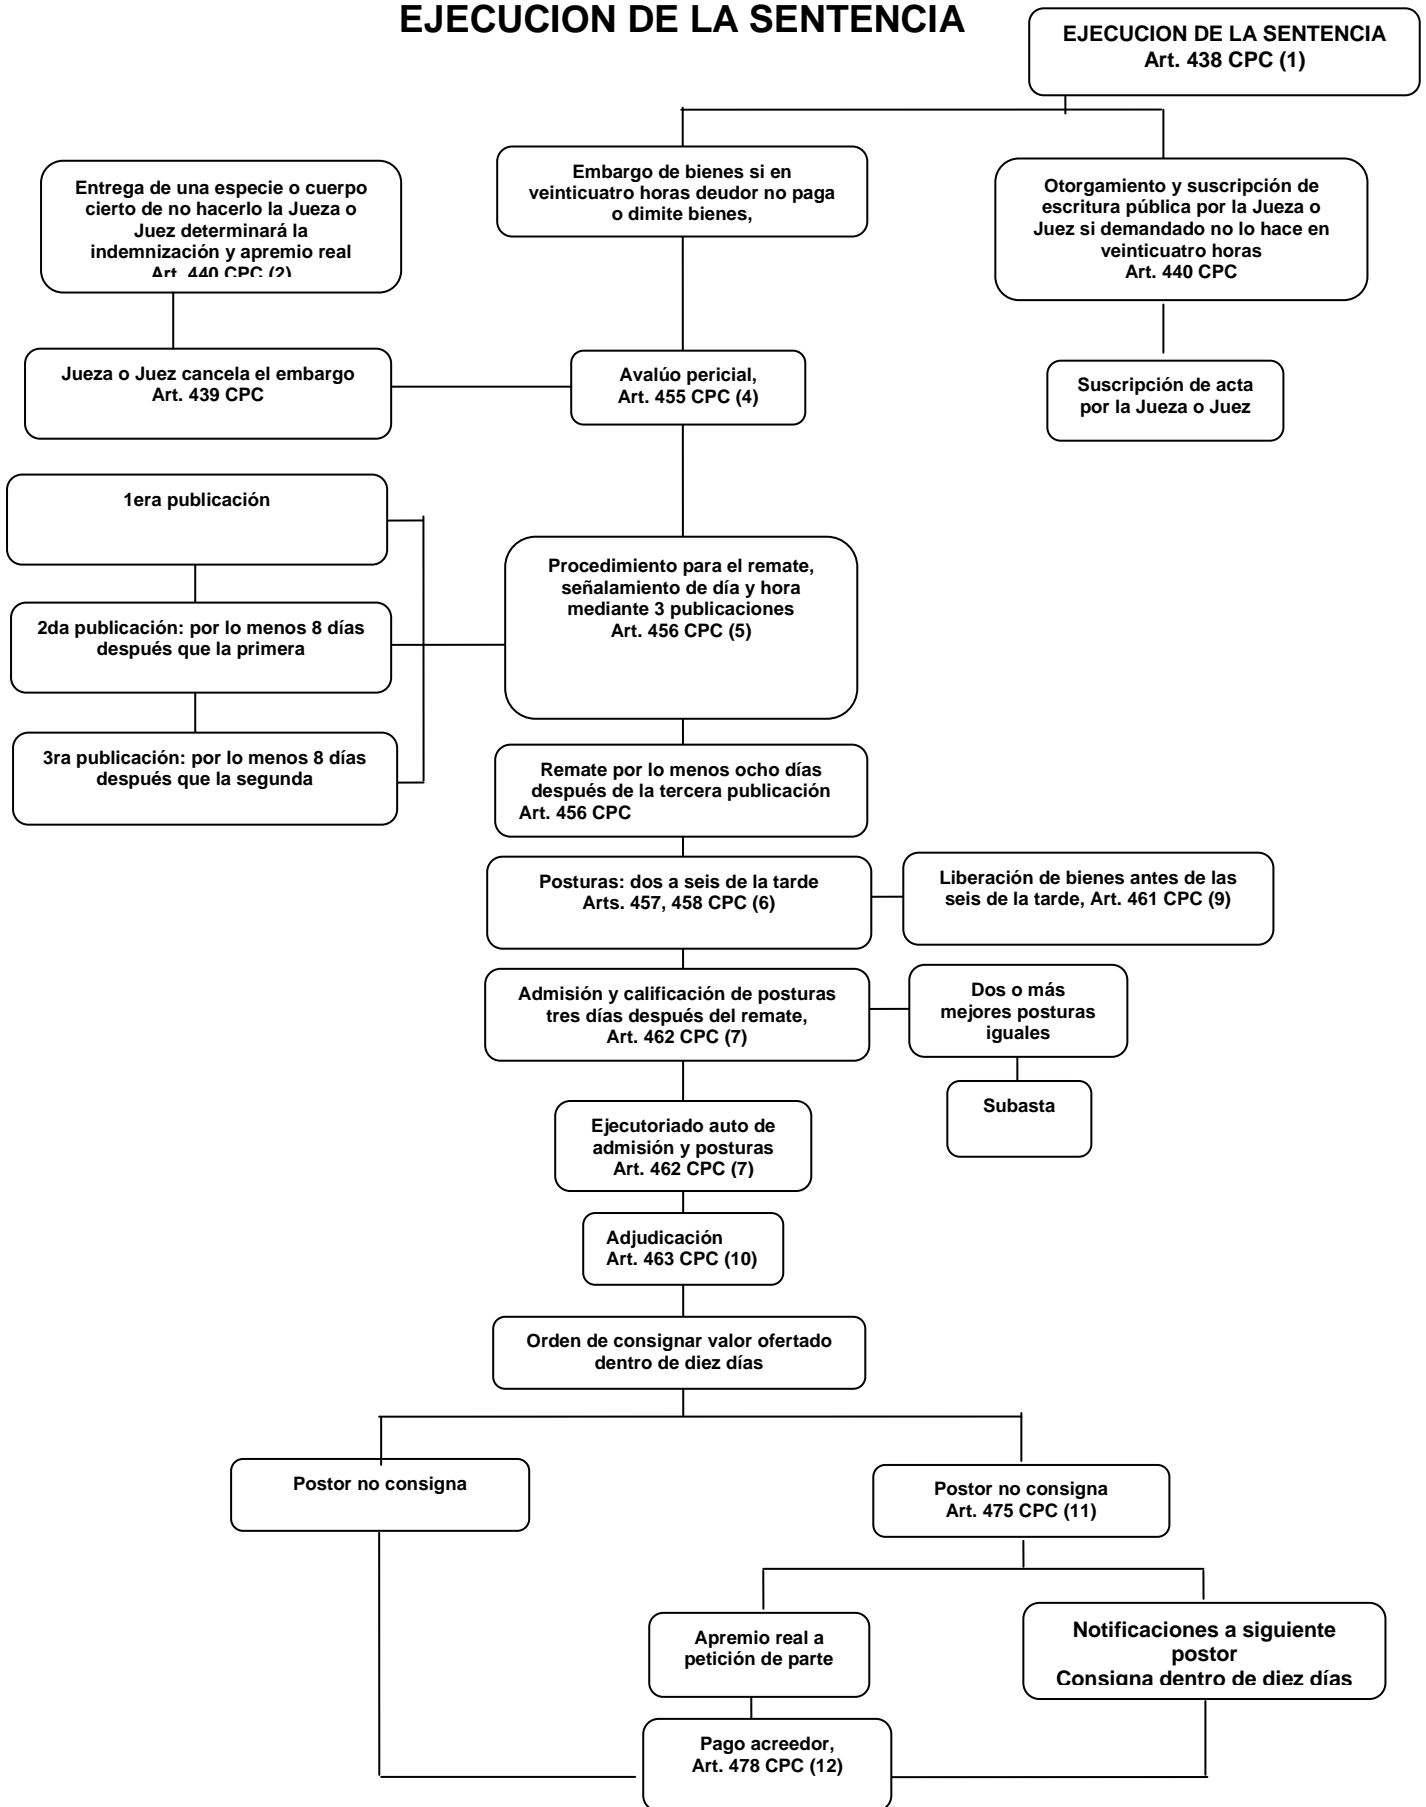 EJECUCION DE LA SENTENCIA
EJECUCION DE LA SENTENCIA
Art. 438 CPC (1)
Entrega de una especie o cuerpo
cierto de no hacerlo la Jueza o
Juez determinará la
indemnización y apremio real
Art. 440 CPC (2)
Embargo de bienes si en
veinticuatro horas deudor no paga
o dimite bienes,
Otorgamiento y suscripción de
escritura pública por la Jueza o
Juez si demandado no lo hace en
veinticuatro horas
Art. 440 CPC
Jueza o Juez cancela el embargo
Art. 439 CPC
Avalúo pericial,
Art. 455 CPC (4)
Suscripción de acta
por la Jueza o Juez
1era publicación
2da publicación: por lo menos 8 días
después que la primera
3ra publicación: por lo menos 8 días
después que la segunda
Procedimiento para el remate,
señalamiento de día y hora
mediante 3 publicaciones
Art. 456 CPC (5)
Remate por lo menos ocho días
después de la tercera publicación
Art. 456 CPC
Posturas: dos a seis de la tarde
Arts. 457, 458 CPC (6)
Liberación de bienes antes de las
seis de la tarde, Art. 461 CPC (9)
Admisión y calificación de posturas
tres días después del remate,
Art. 462 CPC (7)
Dos o más
mejores posturas
iguales
Subasta
Ejecutoriado auto de
admisión y posturas
Art. 462 CPC (7)
Adjudicación
Art. 463 CPC (10)
Orden de consignar valor ofertado
dentro de diez días
Postor no consigna
Postor no consigna
Art. 475 CPC (11)
Apremio real a
petición de parte
Notificaciones a siguiente
postor
Consigna dentro de diez días
Pago acreedor,
Art. 478 CPC (12)